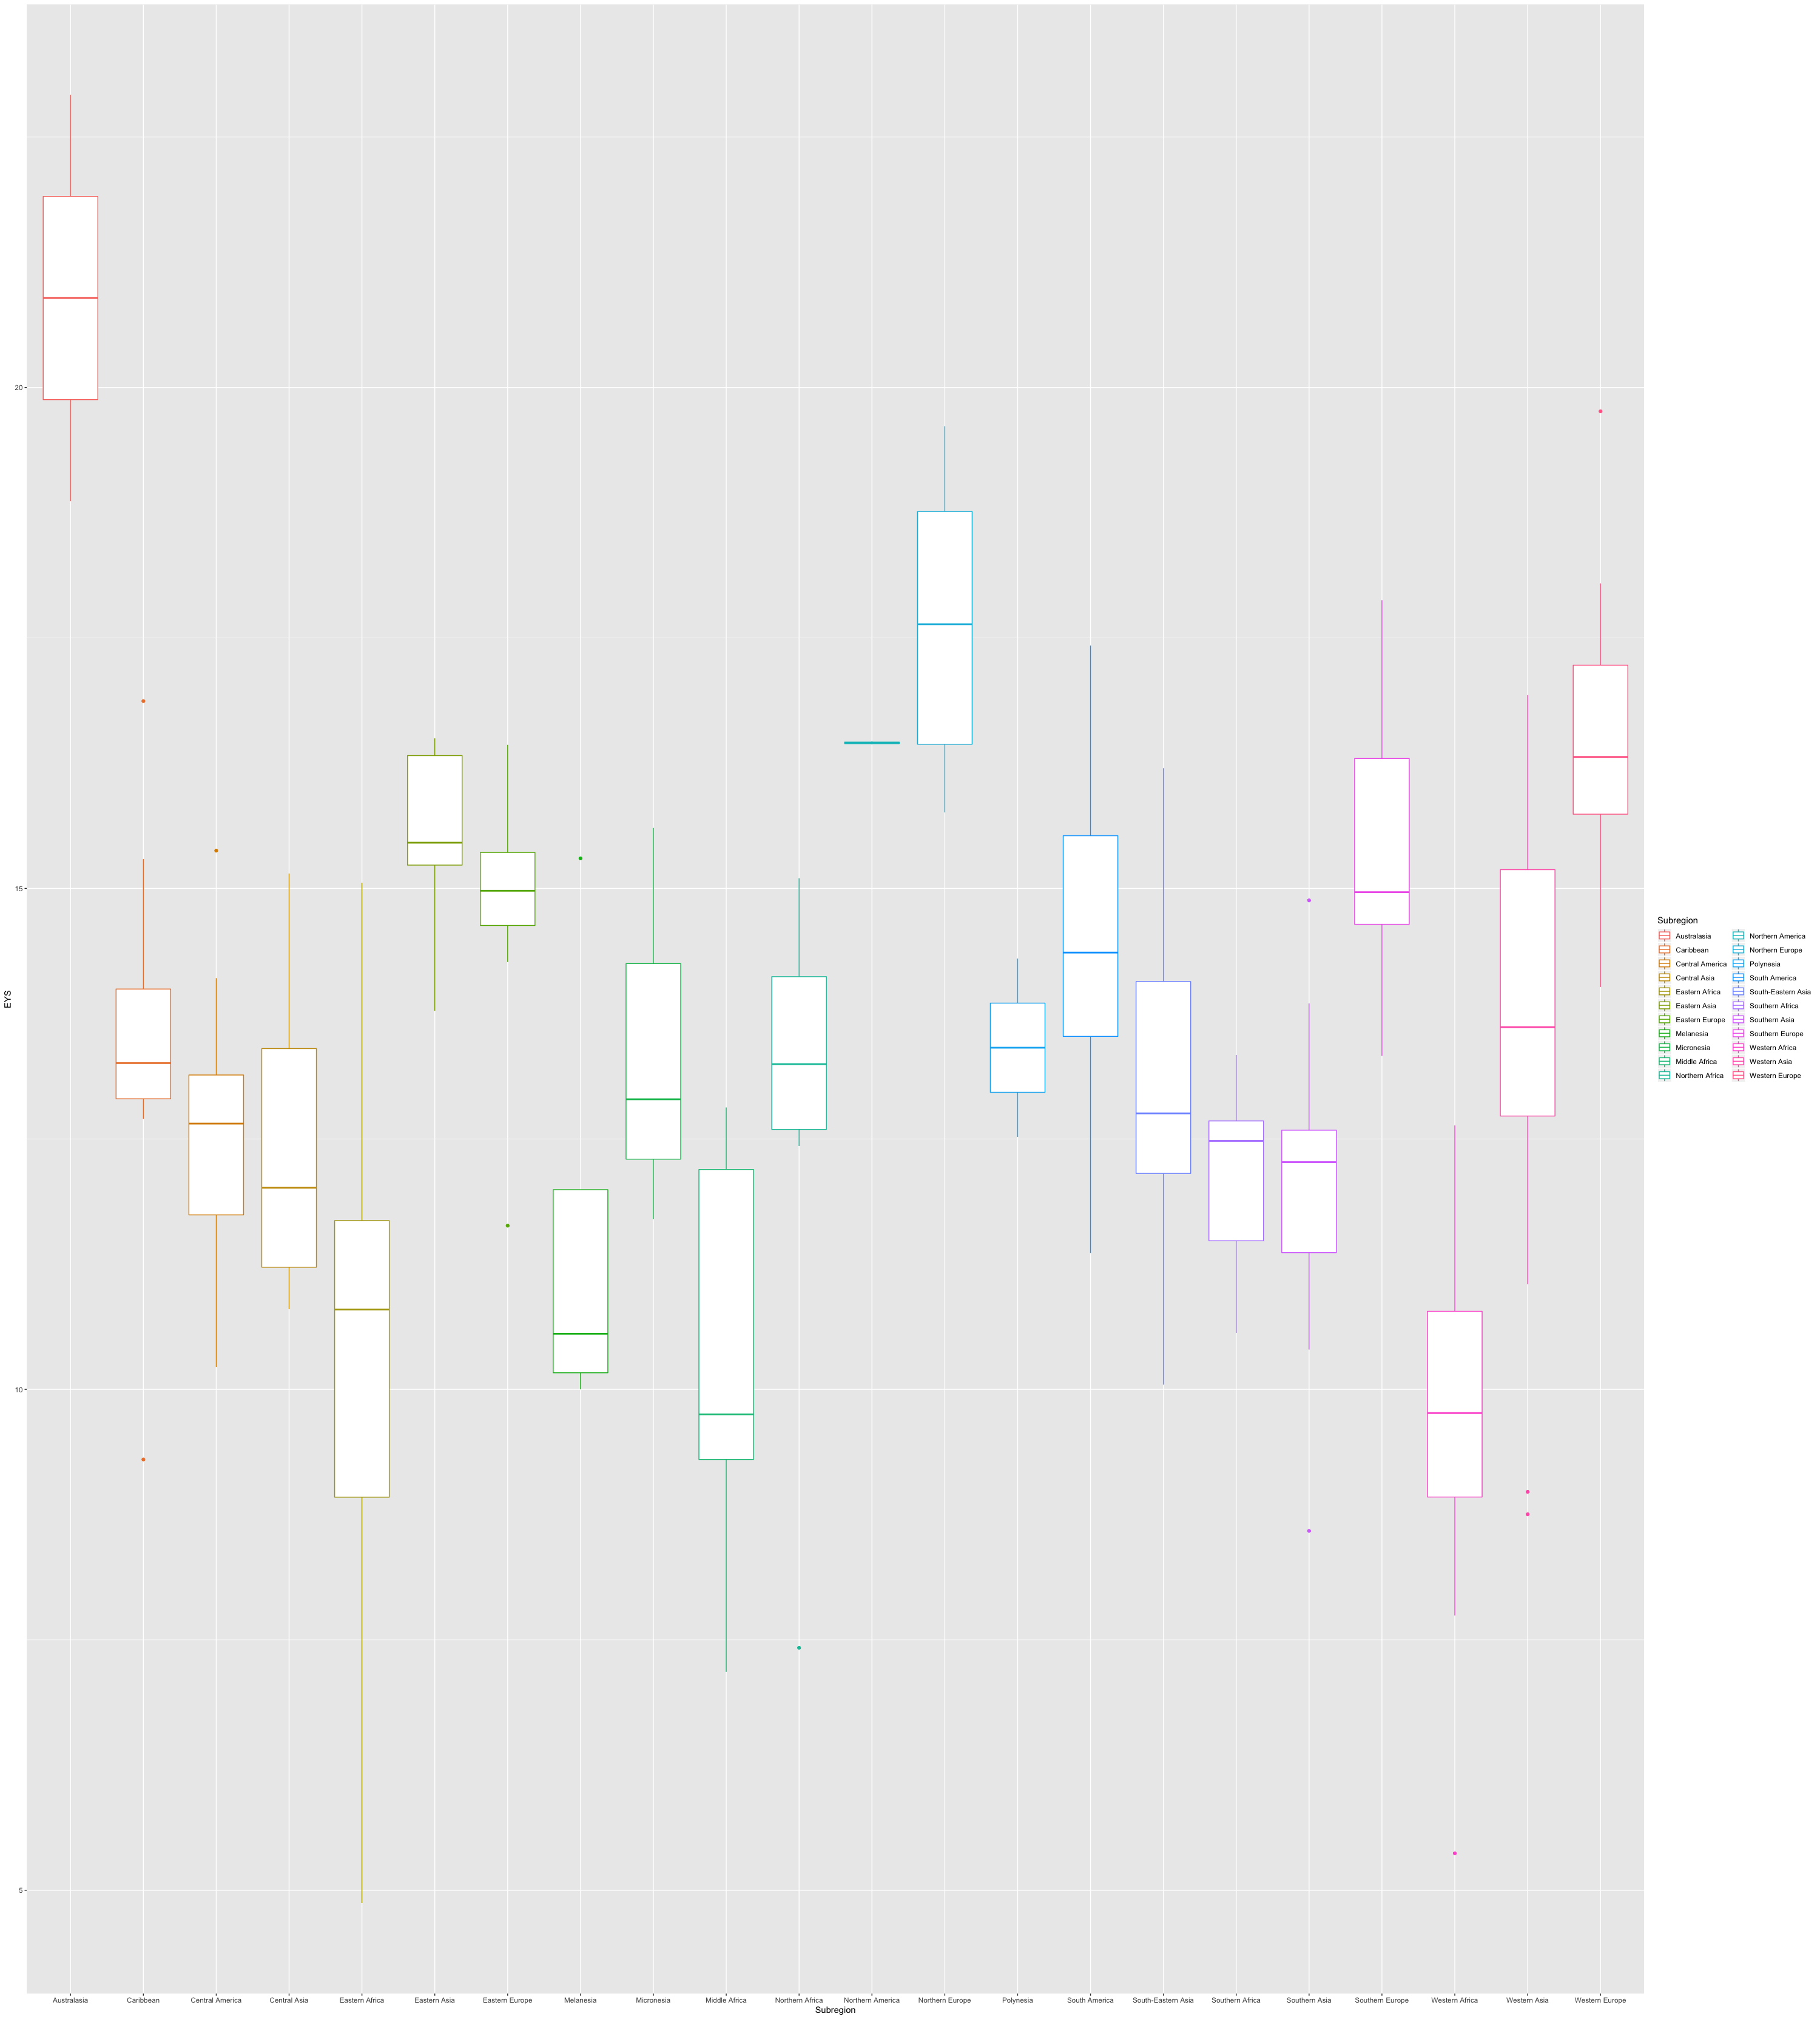 EYS
20
15
10
5
Australasia
Caribbean
Central America
Central Asia
Eastern Africa
Eastern Asia
Eastern Europe
Melanesia
Micronesia
Middle Africa
Northern Africa
Northern America
Northern Europe
Polynesia
South America
South-Eastern Asia
Southern Africa
Southern Asia
Southern Europe
Western Africa
Western Asia
Western Europe
Subregion
Subregion
Australasia
Caribbean
Central America
Central Asia
Eastern Africa
Eastern Asia
Eastern Europe
Melanesia
Micronesia
Middle Africa
Northern Africa
Northern America
Northern Europe
Polynesia
South America
South-Eastern Asia
Southern Africa
Southern Asia
Southern Europe
Western Africa
Western Asia
Western Europe